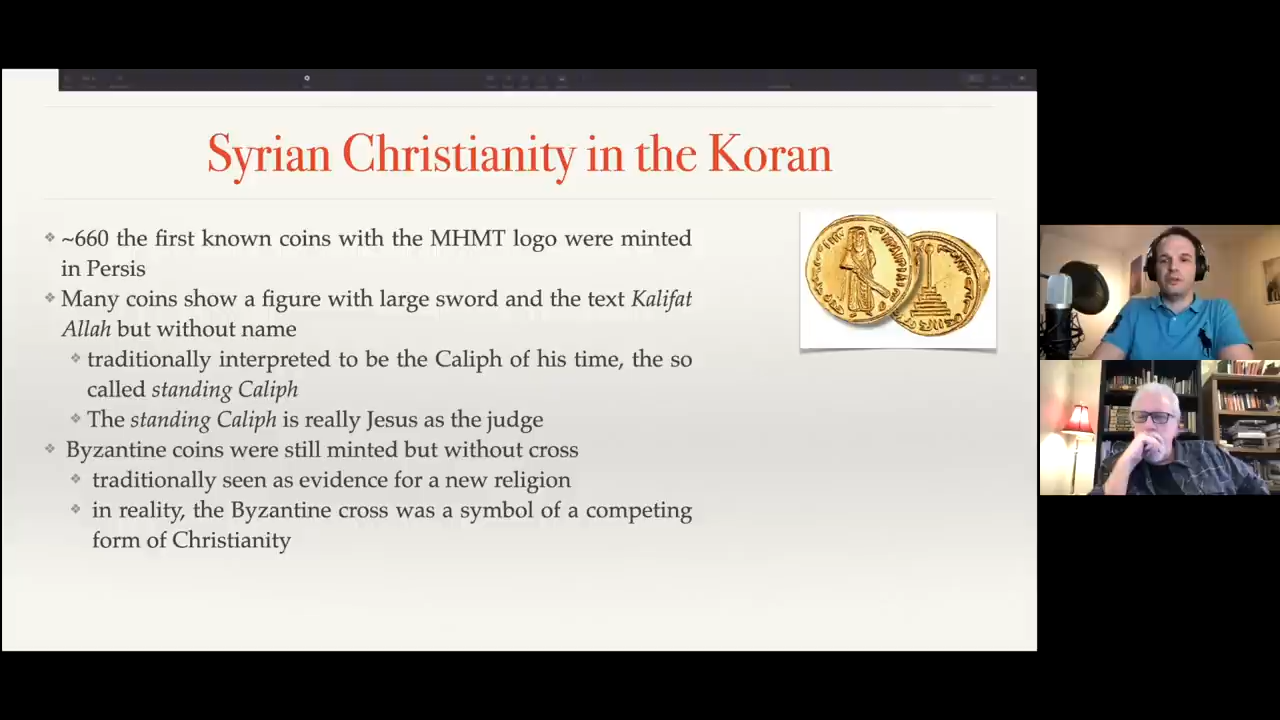 Syrian Christianity in the Koran
~660 the first known coins with the MHMT logo were minted
in Persis
Many coins show a figure with large sword and the text Kalifat
Allah but without name
traditionally interpreted to be the Caliph of his time, the so
called standing Caliph
The standing Caliph is really Jesus as the judge
Byzantine coins were still minted but without cross
traditionally seen as evidence for a new religion
in reality, the Byzantine cross was a symbol of a competing
form of Christianity